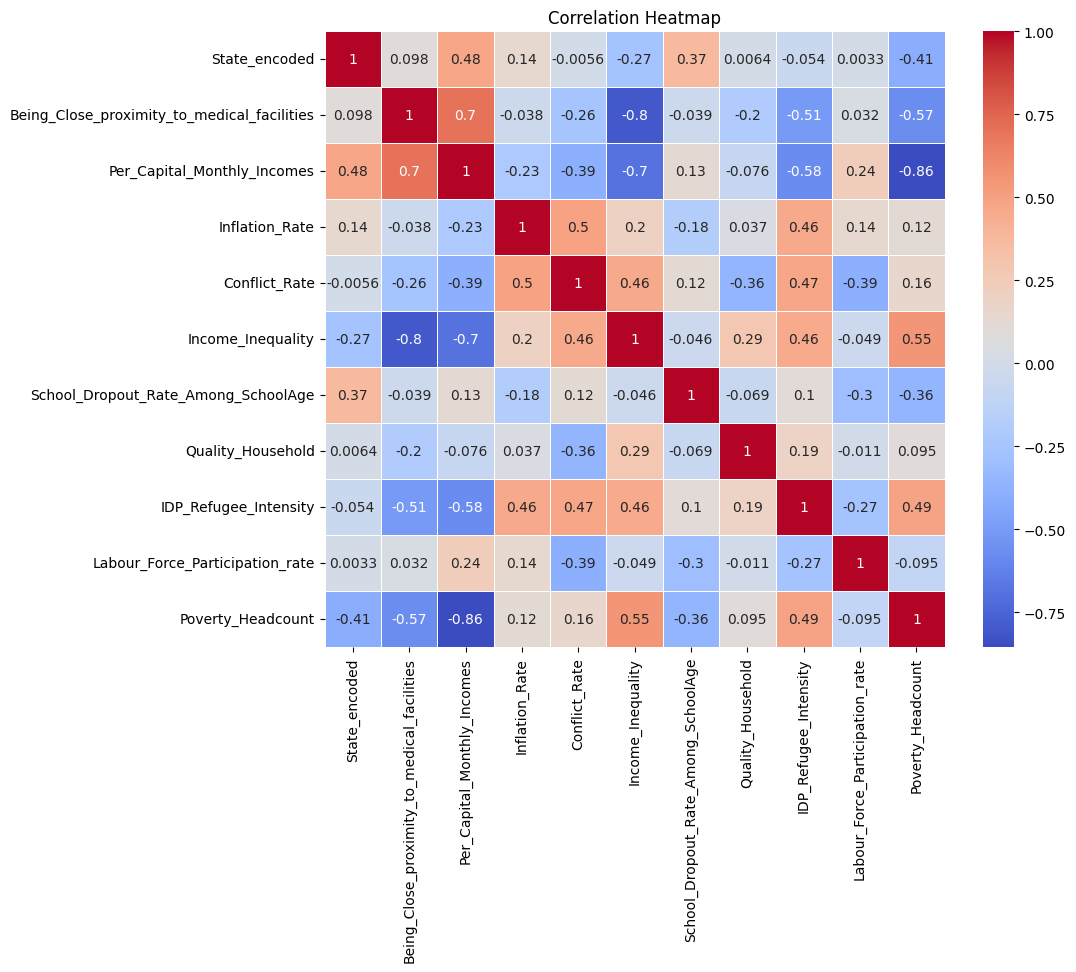 Correlation Heatmap
State_encoded 1 0.098 0.48 0.14 -0.0056 -0.27 0.37 0.0064 -0.054 0.0033 -0.41
Being_Close_proximity_to_medical_facilities 0.098 1 0.7 -0.038 -0.26 -0.8 -0.039 -0.2 -0.51 0.032 -0.57
Per_Capital_Monthly_Incomes 0.48 0.7 1 -0.23 -0.39 -0.7 0.13 -0.076 -0.58 0.24 -0.86
Inflation_Rate 0.14 -0.038 -0.23 1 0.5 0.2 -0.18 0.037 0.46 0.14 0.12
Conflict_Rate -0.0056 -0.26 -0.39 0.5 1 0.46 0.12 -0.36 0.47 -0.39 0.16
Income_Inequality -0.27 -0.8 -0.7 0.2 0.46 1 -0.046 0.29 0.46 -0.049 0.55
School_Dropout_Rate_Among_SchoolAge 0.37 -0.039 0.13 -0.18 0.12 -0.046 1 -0.069 0.1 -0.3 -0.36
Quality_Household 0.0064 -0.2 -0.076 0.037 -0.36 0.29 -0.069 1 0.19 -0.011 0.095
IDP_Refugee_Intensity -0.054 -0.51 -0.58 0.46 0.47 0.46 0.1 0.19 1 -0.27 0.49
Labour_Force_Participation_rate 0.0033 0.032 0.24 0.14 -0.39 -0.049 -0.3 -0.011 -0.27 1 -0.095
Poverty_Headcount -0.41 -0.57 -0.86 0.12 0.16 0.55 -0.36 0.095 0.49 -0.095 1
State_encoded
Being_Close_proximity_to_medical_facilities
Per_Capital_Monthly_Incomes
Inflation_Rate
Conflict_Rate
Income_Inequality
School_Dropout_Rate_Among_SchoolAge
Quality_Household
IDP_Refugee_Intensity
Labour_Force_Participation_rate
Poverty_Headcount
1.00
0.75
0.50
0.25
0.00
-0.25
-0.50
-0.75